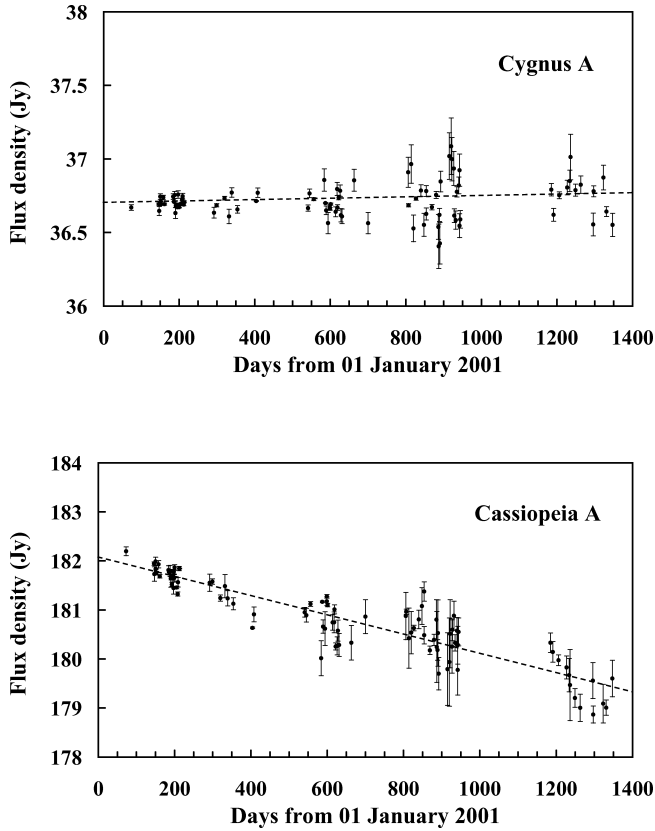 38
Cygnus A
37.5
37
36.5
36
Flux density (Jy)
0 200 400 600 800 1000 1200 1400
Days from 01 January 2001
184
183
Cassiopeia A
182
181
180
179
178
Flux density (Jy)
0 200 400 600 800 1000 1200 1400
Days from 01 January 2001